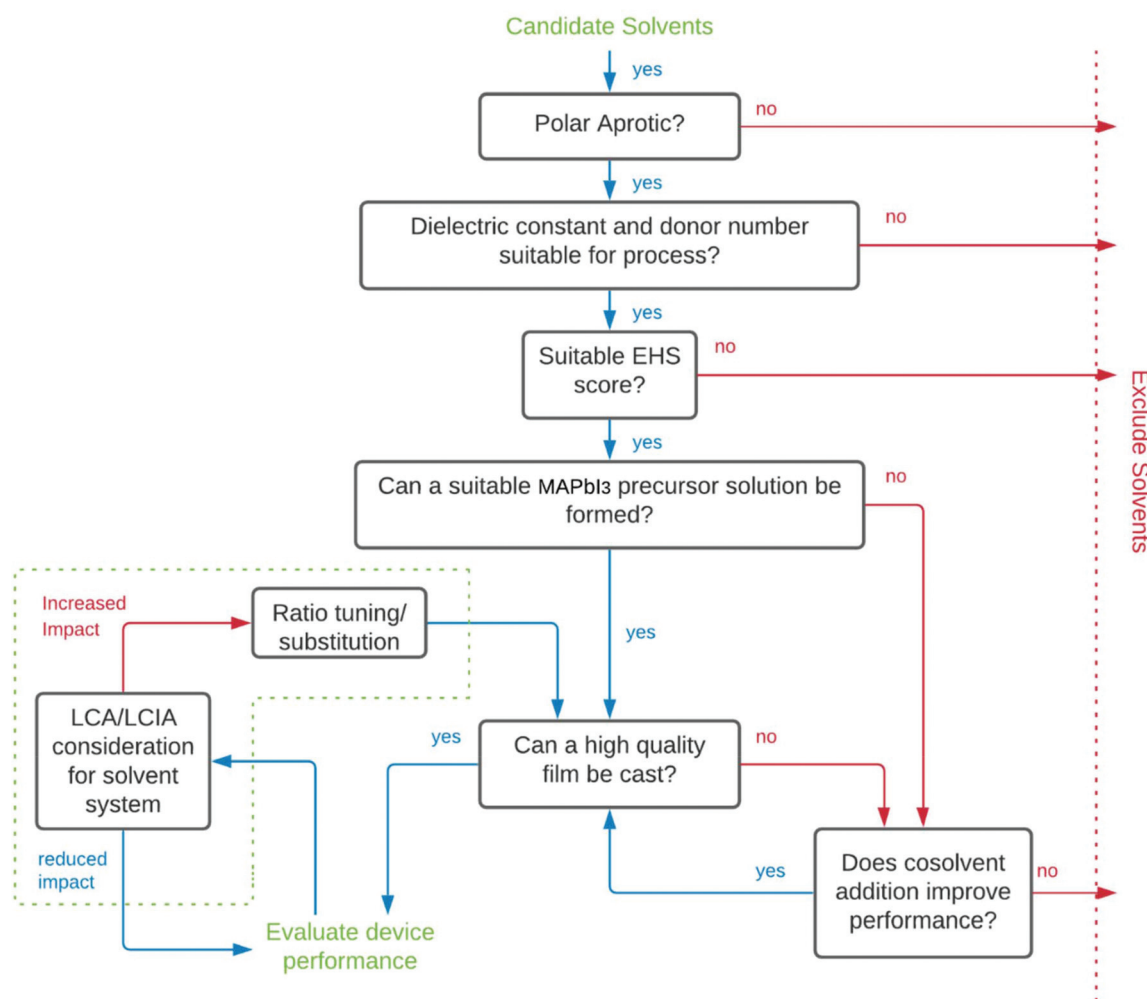 Candidate Solvents
yes
Polar Aprotic?
no
yes
Dielectric constant and donor number
suitable for process?
no
yes
Suitable EHS
score?
no
yes
Can a suitable MAPbI3 precursor solution be
formed?
no
Exclude Solvents
Increased
Impact
Ratio tuning/
substitution
yes
LCA/LCIA
consideration
for solvent
system
yes
Can a high quality
film be cast?
no
reduced
impact
yes
Does cosolvent
addition improve
performance?
no
Evaluate device
performance